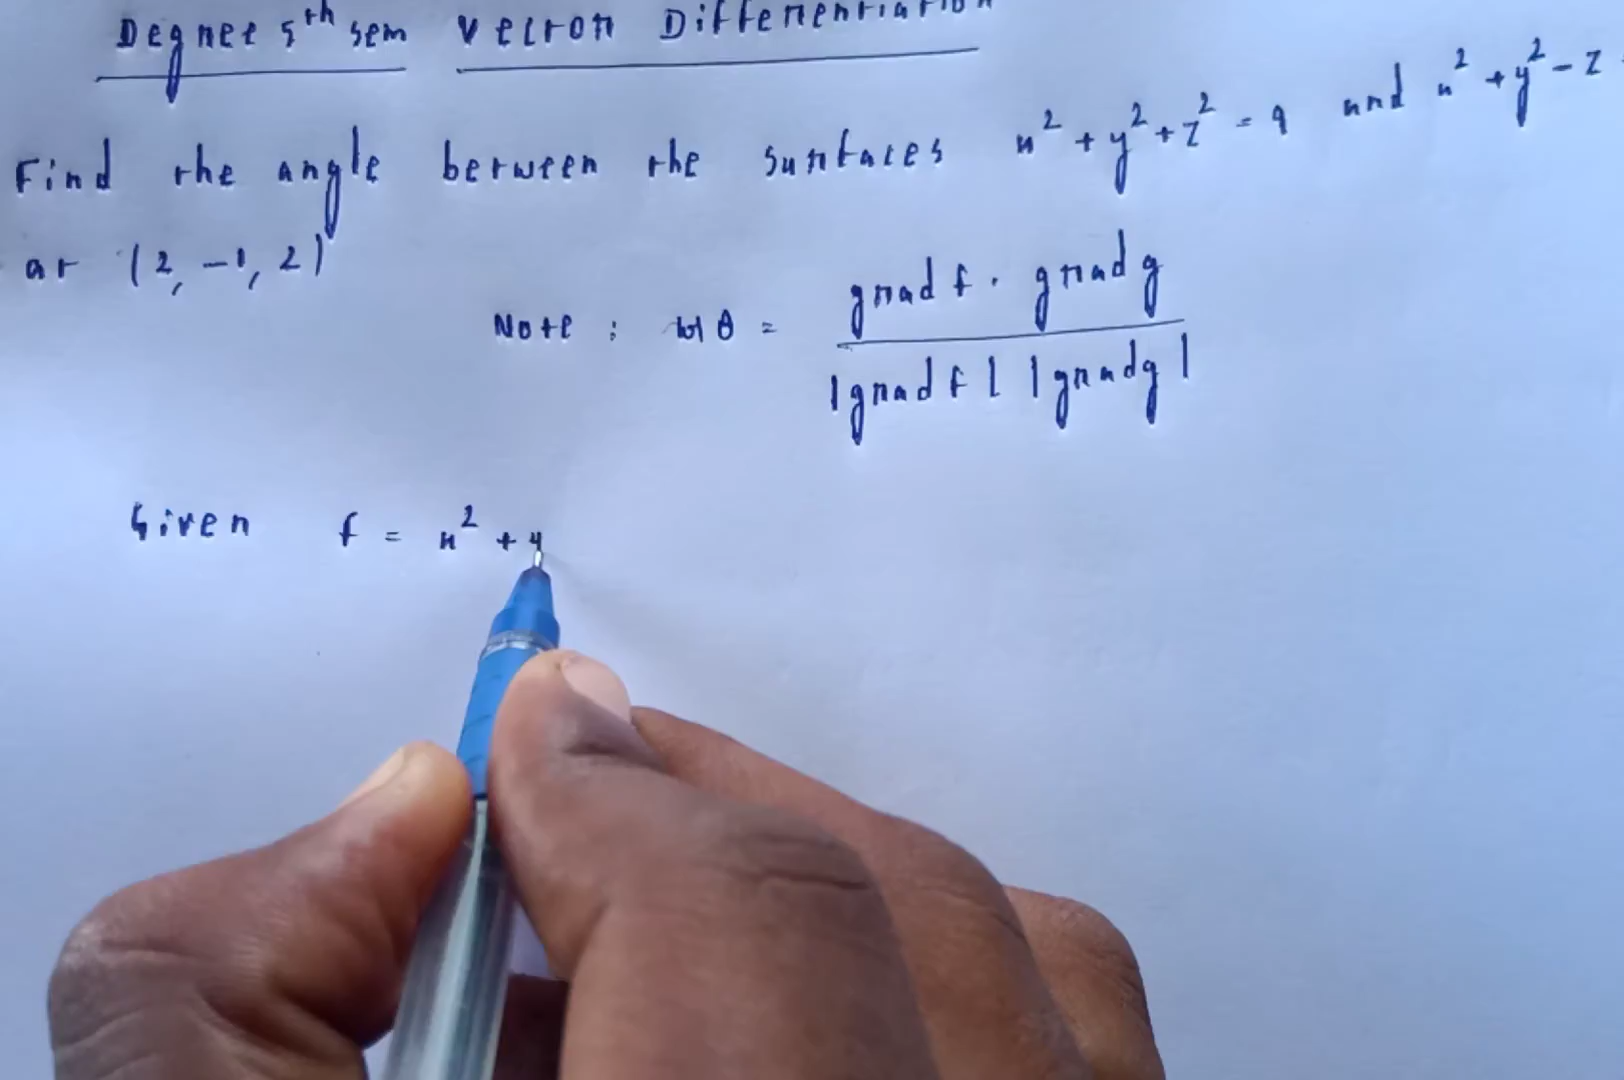 Degree 5th sem Vector Differentiation
Find the angle between the surfaces x² + y² + z² = 9 and x² + y² - z
at (2, -1, 2)
Note : cos θ = grad f . grad g / |grad f| |grad g|
Given f = x² + y